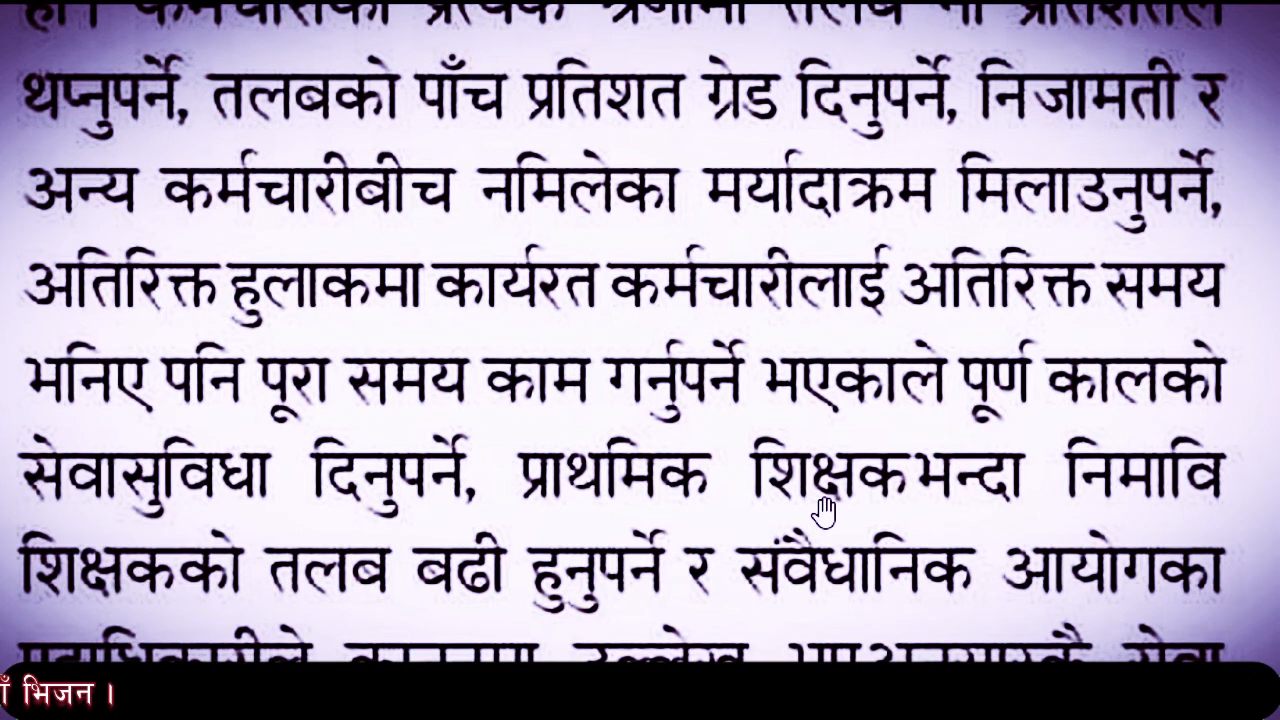 थप्नुपर्ने, तलबको पाँच प्रतिशत ग्रेड दिनुपर्ने, निजामती र
अन्य कर्मचारीबीच नमिलेका मर्यादाक्रम मिलाउनुपर्ने,
अतिरिक्त हुलाकमा कार्यरत कर्मचारीलाई अतिरिक्त समय
भनिए पनि पूरा समय काम गर्नुपर्ने भएकाले पूर्ण कालको
सेवासुविधा दिनुपर्ने, प्राथमिक शिक्षकभन्दा निमावि
शिक्षकको तलब बढी हुनुपर्ने र संवैधानिक आयोगका
भिजन ।